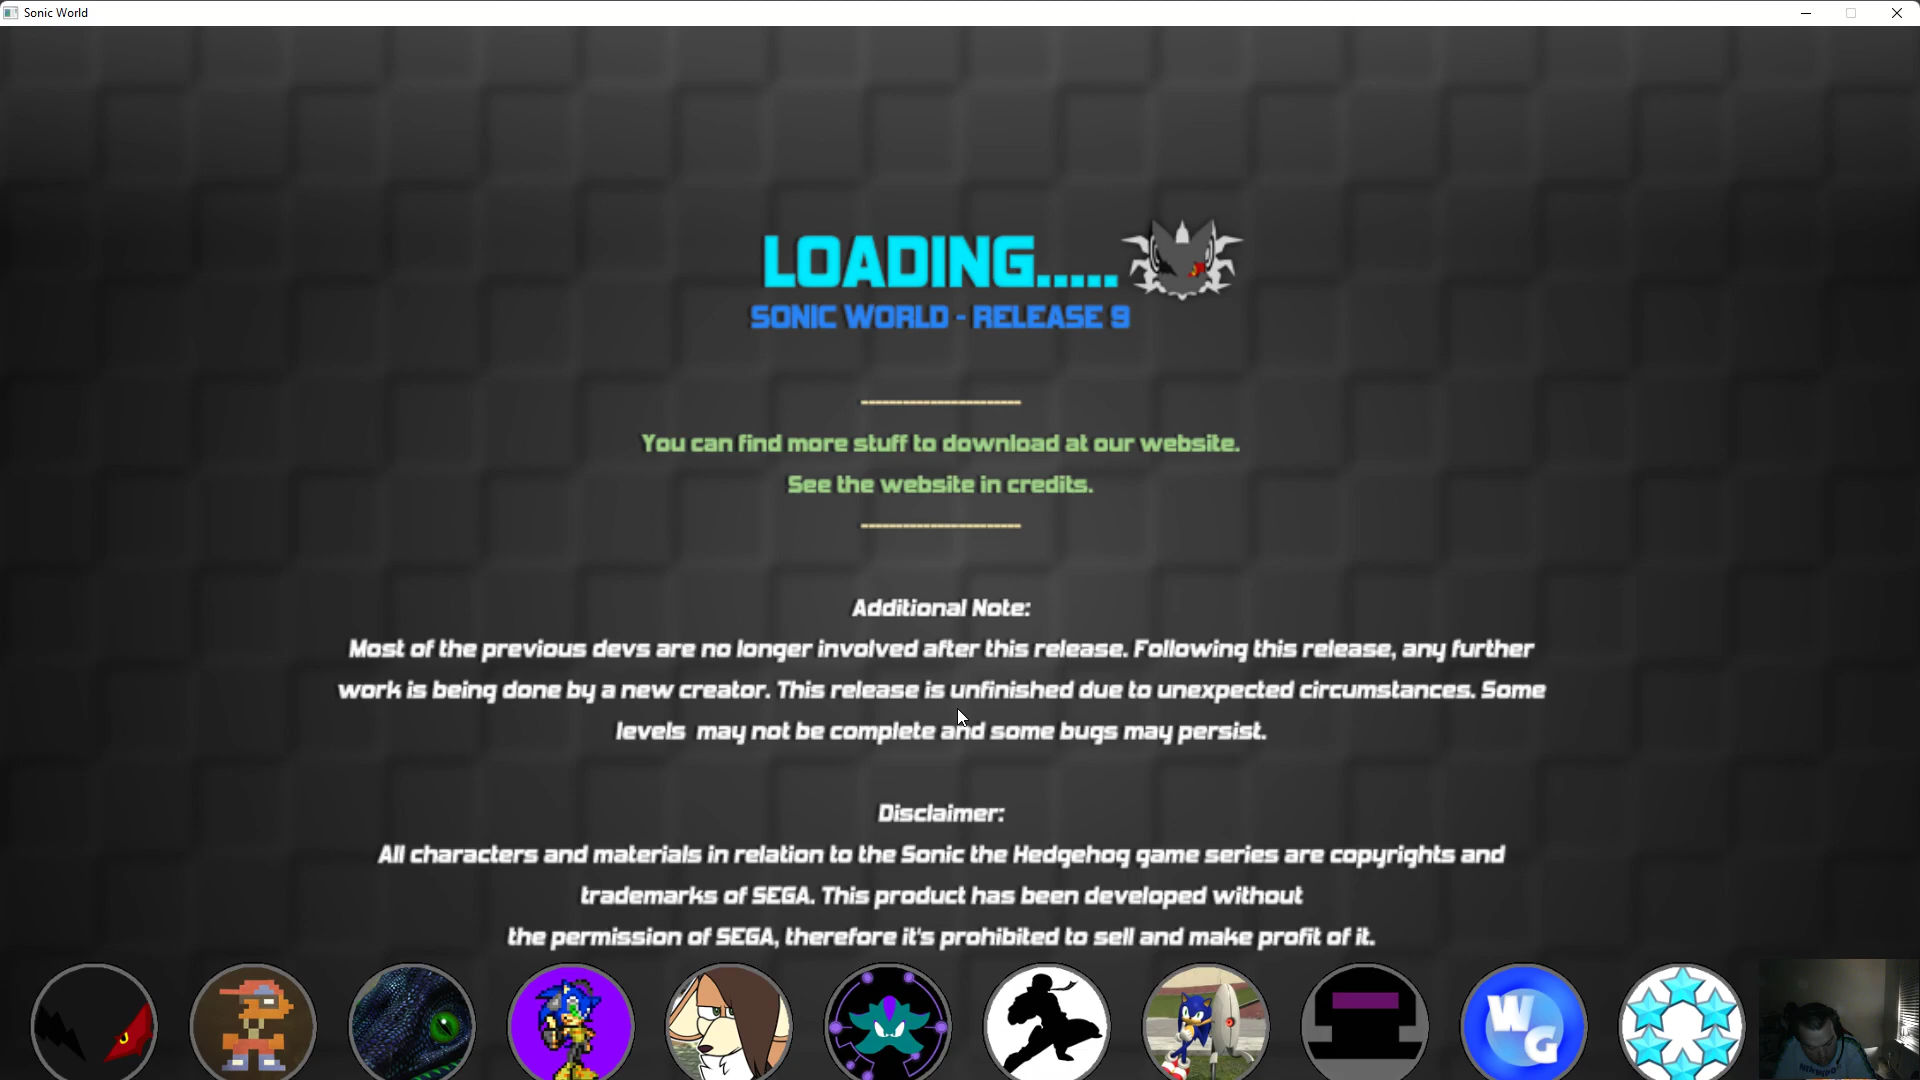 Sonic World
LOADING.....
SONIC WORLD - RELEASE 9
You can find more stuff to download at our website.
See the website in credits.
Additional Note:
Most of the previous devs are no longer involved after this release. Following this release, any further
work is being done by a new creator. This release is unfinished due to unexpected circumstances. Some
levels may not be complete and some bugs may persist.
Disclaimer:
All characters and materials in relation to the Sonic the Hedgehog game series are copyrights and
trademarks of SEGA. This product has been developed without
the permission of SEGA, therefore it's prohibited to sell and make profit of it.
WG